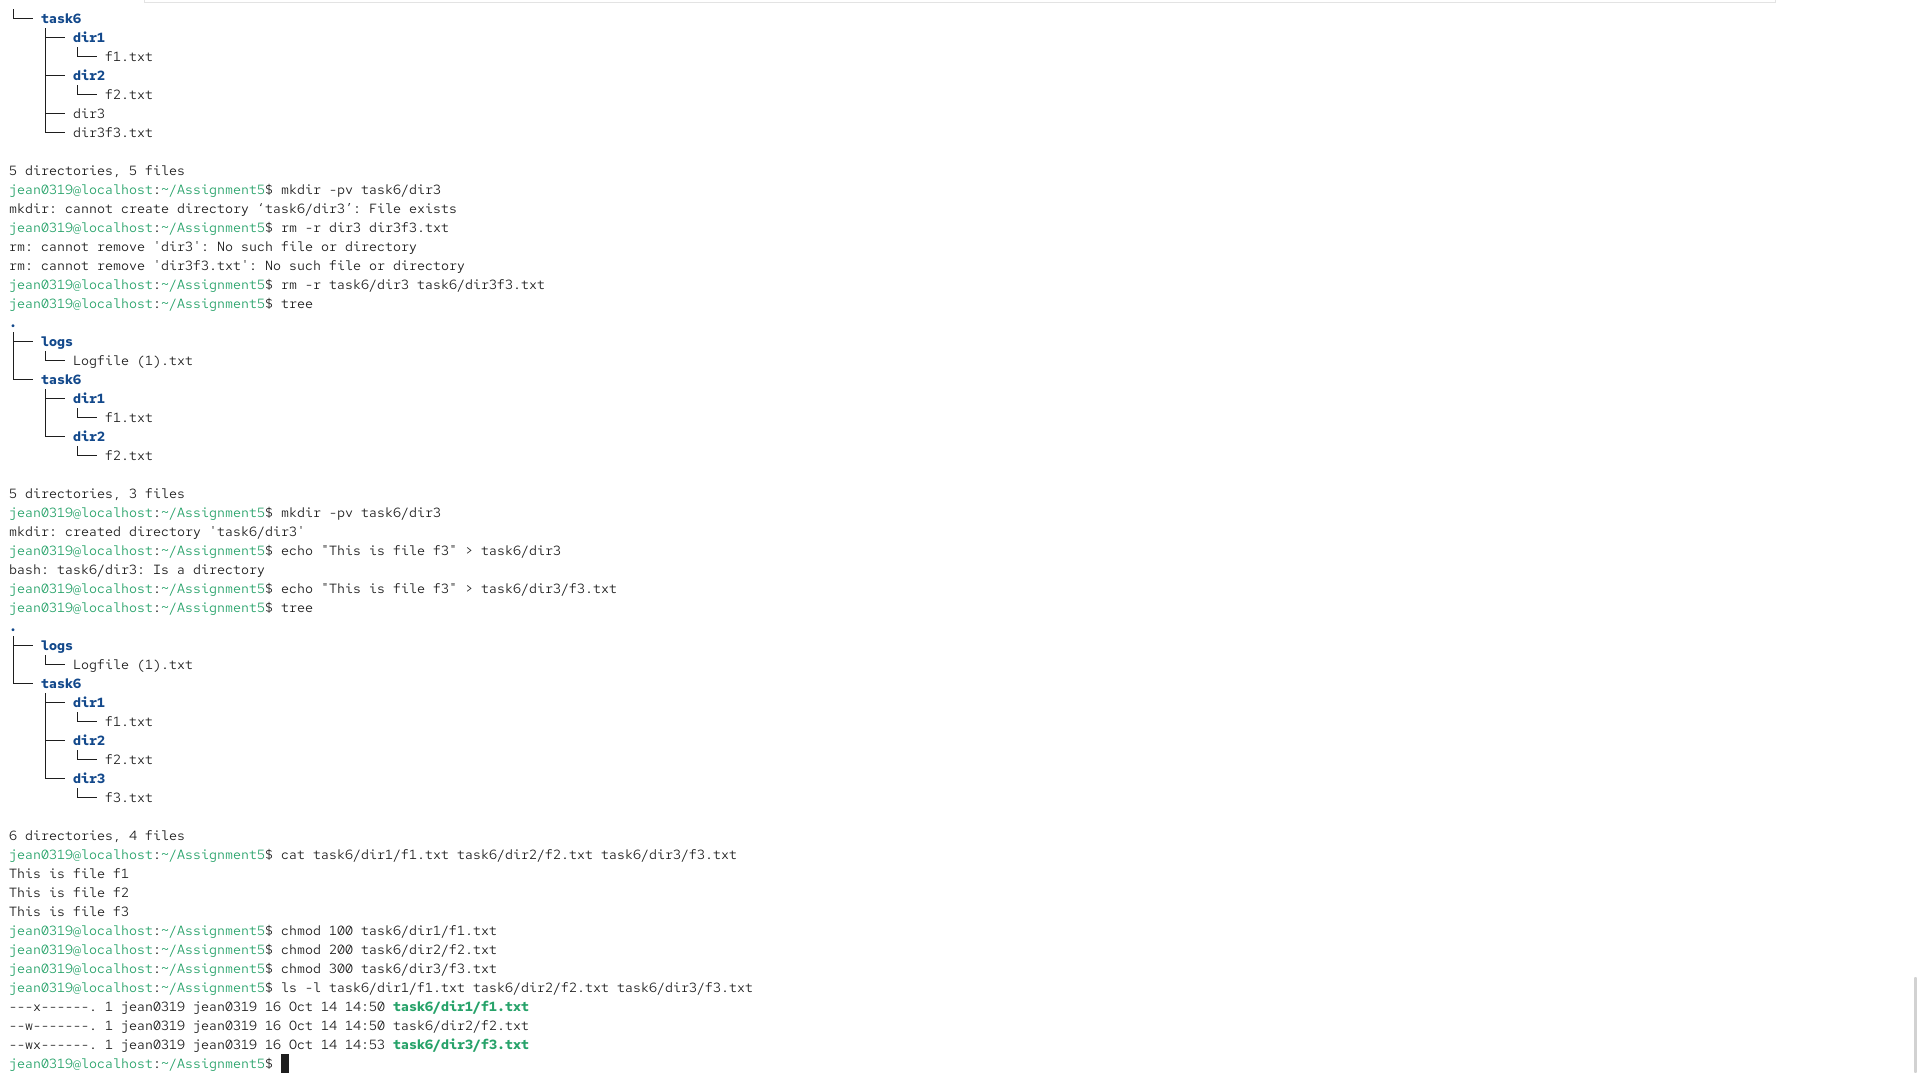 └── task6
    ├── dir1
    │   └── f1.txt
    ├── dir2
    │   └── f2.txt
    ├── dir3
    └── dir3f3.txt
5 directories, 5 files
jean0319@localhost:~/Assignment5$ mkdir -pv task6/dir3
mkdir: cannot create directory ‘task6/dir3’: File exists
jean0319@localhost:~/Assignment5$ rm -r dir3 dir3f3.txt
rm: cannot remove 'dir3': No such file or directory
rm: cannot remove 'dir3f3.txt': No such file or directory
jean0319@localhost:~/Assignment5$ rm -r task6/dir3 task6/dir3f3.txt
jean0319@localhost:~/Assignment5$ tree
.
├── logs
│   └── Logfile (1).txt
└── task6
    ├── dir1
    │   └── f1.txt
    └── dir2
        └── f2.txt
5 directories, 3 files
jean0319@localhost:~/Assignment5$ mkdir -pv task6/dir3
mkdir: created directory 'task6/dir3'
jean0319@localhost:~/Assignment5$ echo "This is file f3" > task6/dir3
bash: task6/dir3: Is a directory
jean0319@localhost:~/Assignment5$ echo "This is file f3" > task6/dir3/f3.txt
jean0319@localhost:~/Assignment5$ tree
.
├── logs
│   └── Logfile (1).txt
└── task6
    ├── dir1
    │   └── f1.txt
    ├── dir2
    │   └── f2.txt
    └── dir3
        └── f3.txt
6 directories, 4 files
jean0319@localhost:~/Assignment5$ cat task6/dir1/f1.txt task6/dir2/f2.txt task6/dir3/f3.txt
This is file f1
This is file f2
This is file f3
jean0319@localhost:~/Assignment5$ chmod 100 task6/dir1/f1.txt
jean0319@localhost:~/Assignment5$ chmod 200 task6/dir2/f2.txt
jean0319@localhost:~/Assignment5$ chmod 300 task6/dir3/f3.txt
jean0319@localhost:~/Assignment5$ ls -l task6/dir1/f1.txt task6/dir2/f2.txt task6/dir3/f3.txt
---x------. 1 jean0319 jean0319 16 Oct 14 14:50 task6/dir1/f1.txt
--w-------. 1 jean0319 jean0319 16 Oct 14 14:50 task6/dir2/f2.txt
--wx------. 1 jean0319 jean0319 16 Oct 14 14:53 task6/dir3/f3.txt
jean0319@localhost:~/Assignment5$